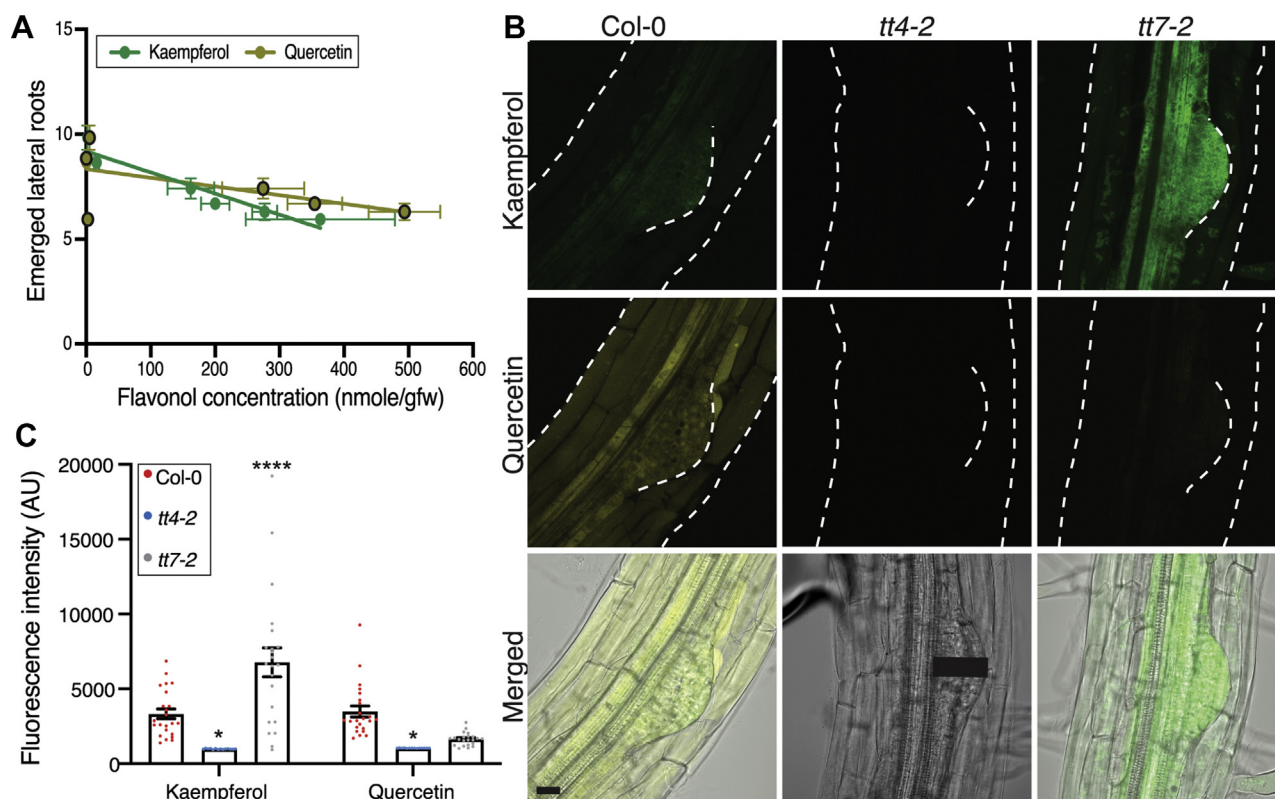 A
15
10
5
0
Emerged lateral roots
Kaempferol Quercetin
0 100 200 300 400 500 600
Flavonol concentration (nmole/gfw)
B
Col-0 tt4-2 tt7-2
Kaempferol
Quercetin
Merged
C
20000
15000
10000
5000
0
Fluorescence intensity (AU)
Col-0
tt4-2
tt7-2
****
*
*
Kaempferol Quercetin